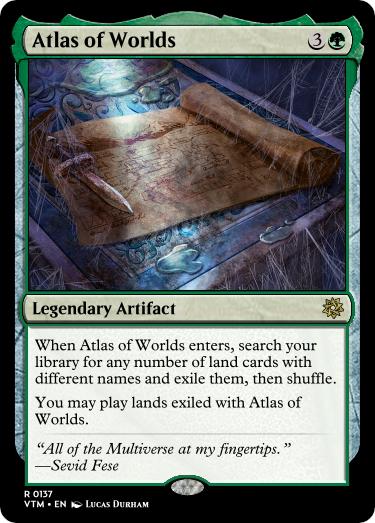 Atlas of Worlds 3
Legendary Artifact
When Atlas of Worlds enters, search your
library for any number of land cards with
different names and exile them, then shuffle.
You may play lands exiled with Atlas of
Worlds.
“All of the Multiverse at my fingertips.”
—Sevid Fese
R 0137
VTM • EN Lucas Durham